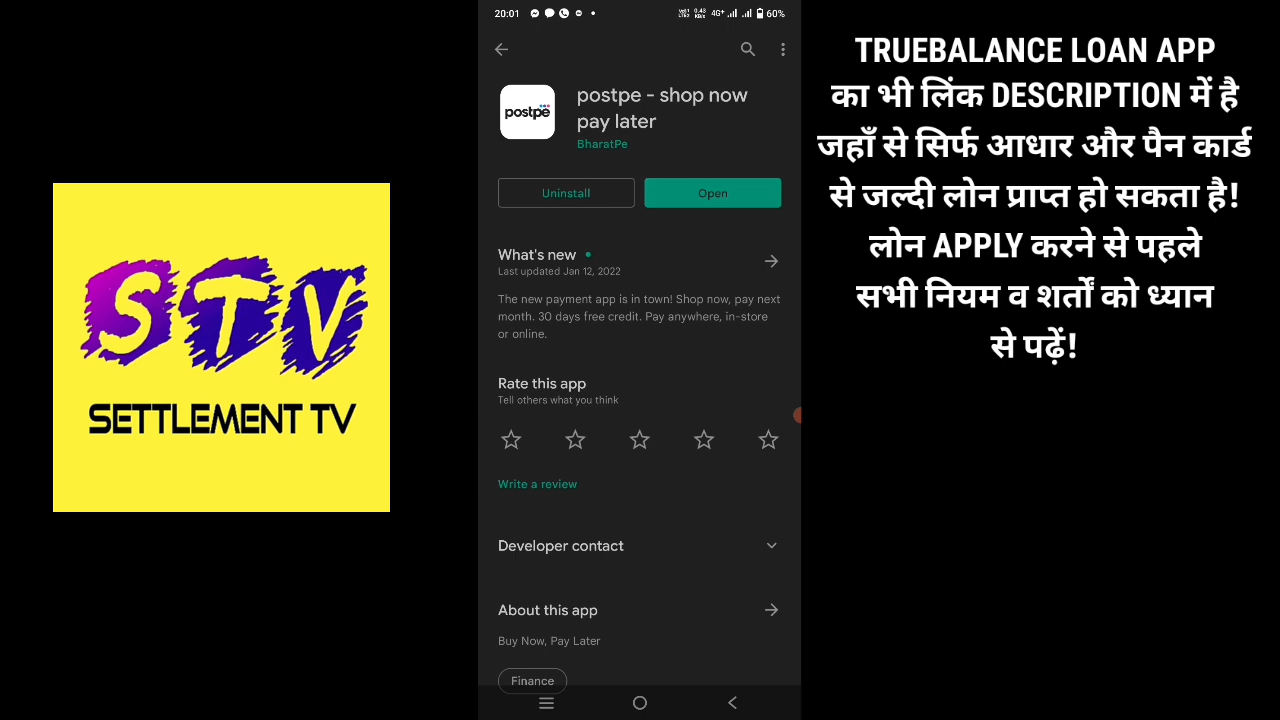 STV
SETTLEMENT TV
20:01
4G+ 60%
postpe
postpe - shop now
pay later
BharatPe
Uninstall
Open
What's new
Last updated Jan 12, 2022
The new payment app is in town! Shop now, pay next
month. 30 days free credit. Pay anywhere, in-store
or online.
Rate this app
Tell others what you think
Write a review
Developer contact
About this app
Buy Now, Pay Later
Finance
TRUEBALANCE LOAN APP
का भी लिंक DESCRIPTION में है
जहाँ से सिर्फ आधार और पैन कार्ड
से जल्दी लोन प्राप्त हो सकता है!
लोन APPLY करने से पहले
सभी नियम व शर्तों को ध्यान
से पढ़ें!